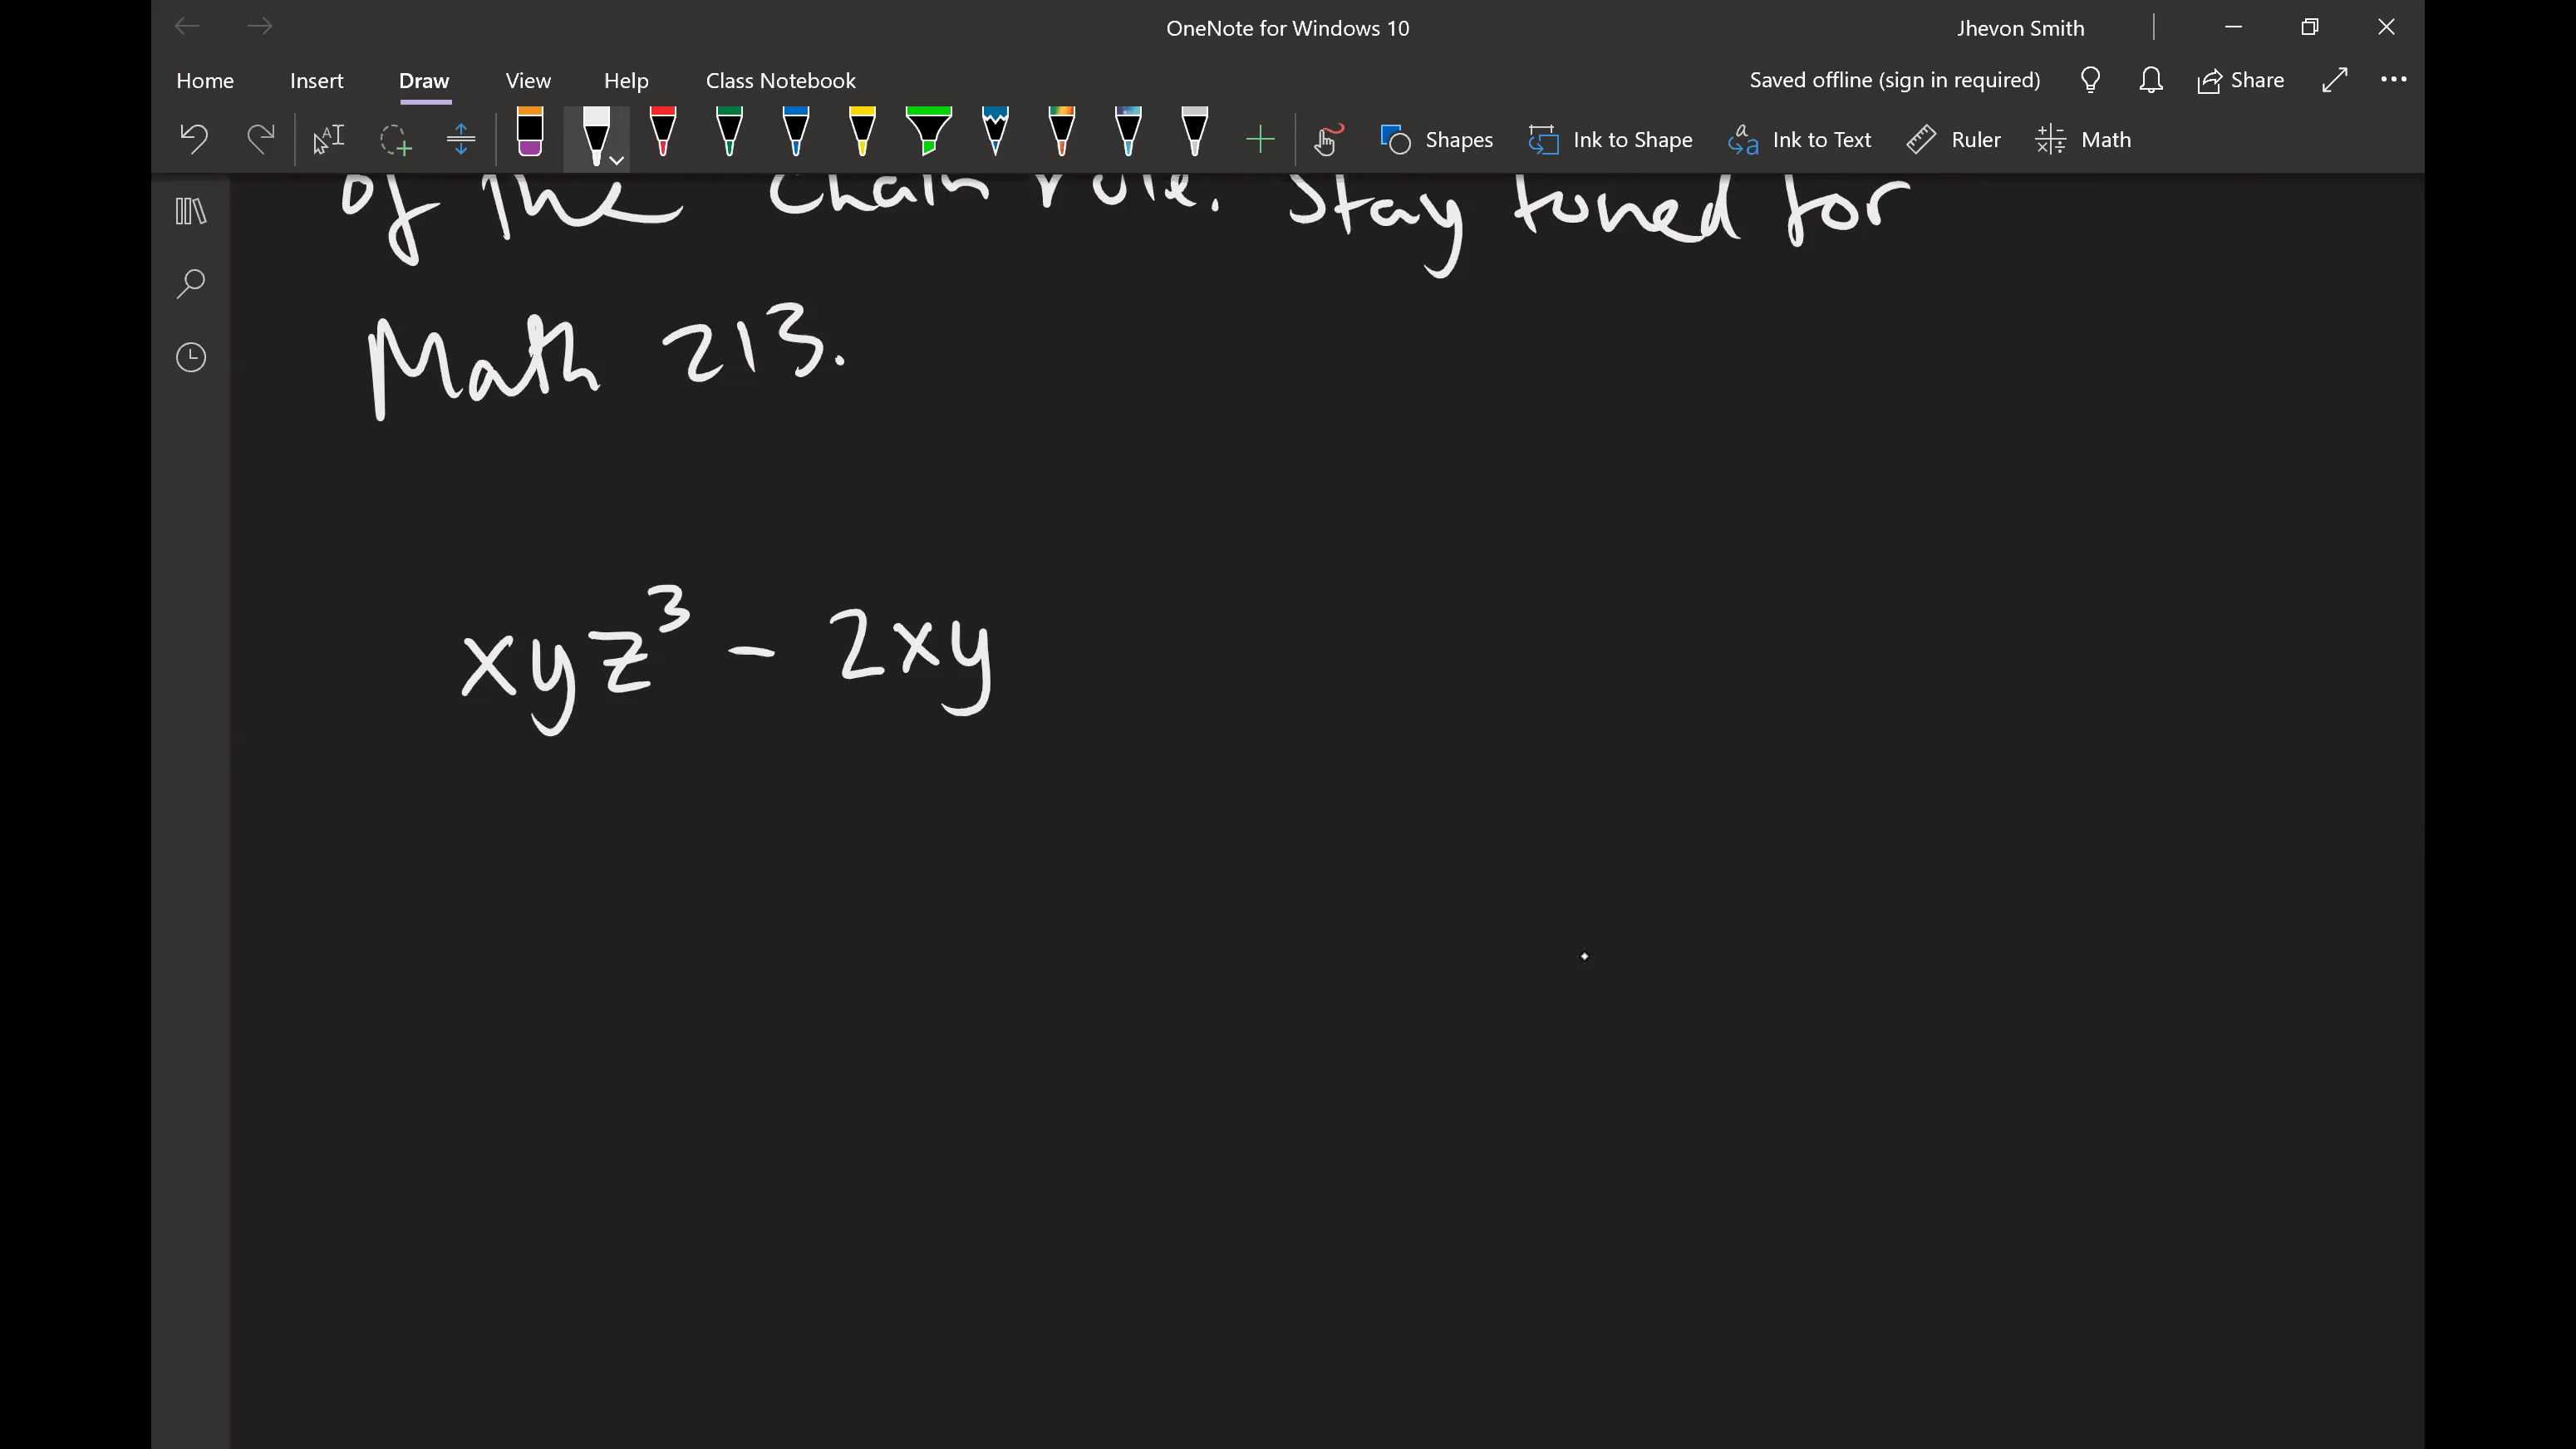 OneNote for Windows 10
Jhevon Smith
Home Insert Draw View Help Class Notebook
Saved offline (sign in required) Share
Shapes Ink to Shape Ink to Text Ruler Math
of the chain rule. Stay tuned for
Math 213.
xyz³ - 2xy